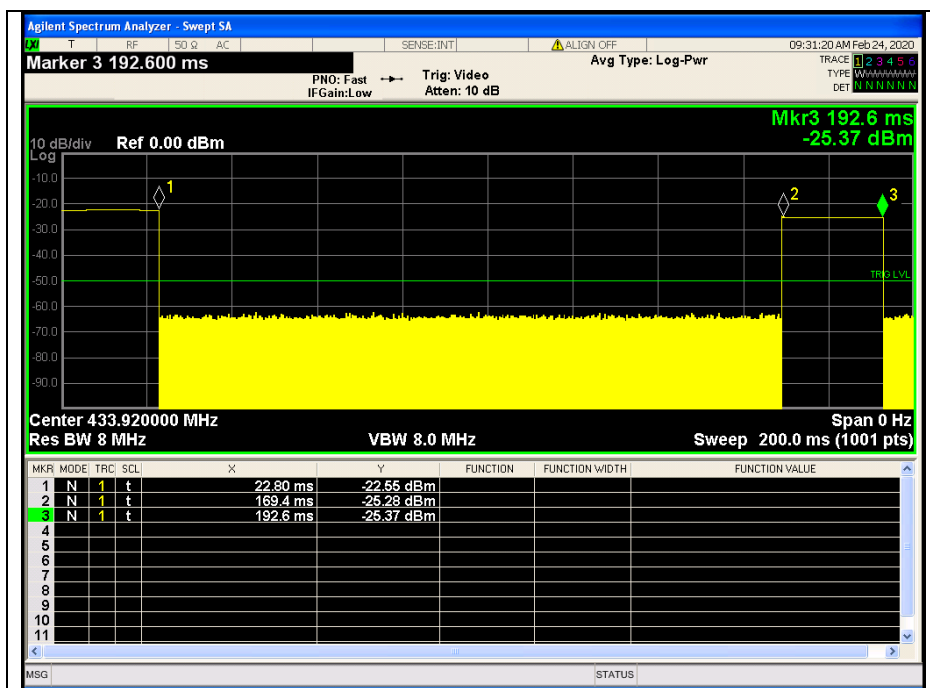 Agilent Spectrum Analyzer - Swept SA
LXI T RF 50 Ω AC SENSE:INT ALIGN OFF 09:31:20 AM Feb 24, 2020
Marker 3 192.600 ms
PNO: Fast
IFGain:Low
Trig: Video
Atten: 10 dB
Avg Type: Log-Pwr
TRACE 1 2 3 4 5 6
TYPE W
DET N N N N N N
Mkr3 192.6 ms
-25.37 dBm
10 dB/div Ref 0.00 dBm
Log
-10.0
-20.0
-30.0
-40.0
-50.0
-60.0
-70.0
-80.0
-90.0
1
2
3
TRIG LVL
Center 433.920000 MHz Span 0 Hz
Res BW 8 MHz VBW 8.0 MHz Sweep 200.0 ms (1001 pts)
MKR MODE TRC SCL X Y FUNCTION FUNCTION WIDTH FUNCTION VALUE
1 N 1 t 22.80 ms -22.55 dBm
2 N 1 t 169.4 ms -25.28 dBm
3 N 1 t 192.6 ms -25.37 dBm
4
5
6
7
8
9
10
11
MSG STATUS